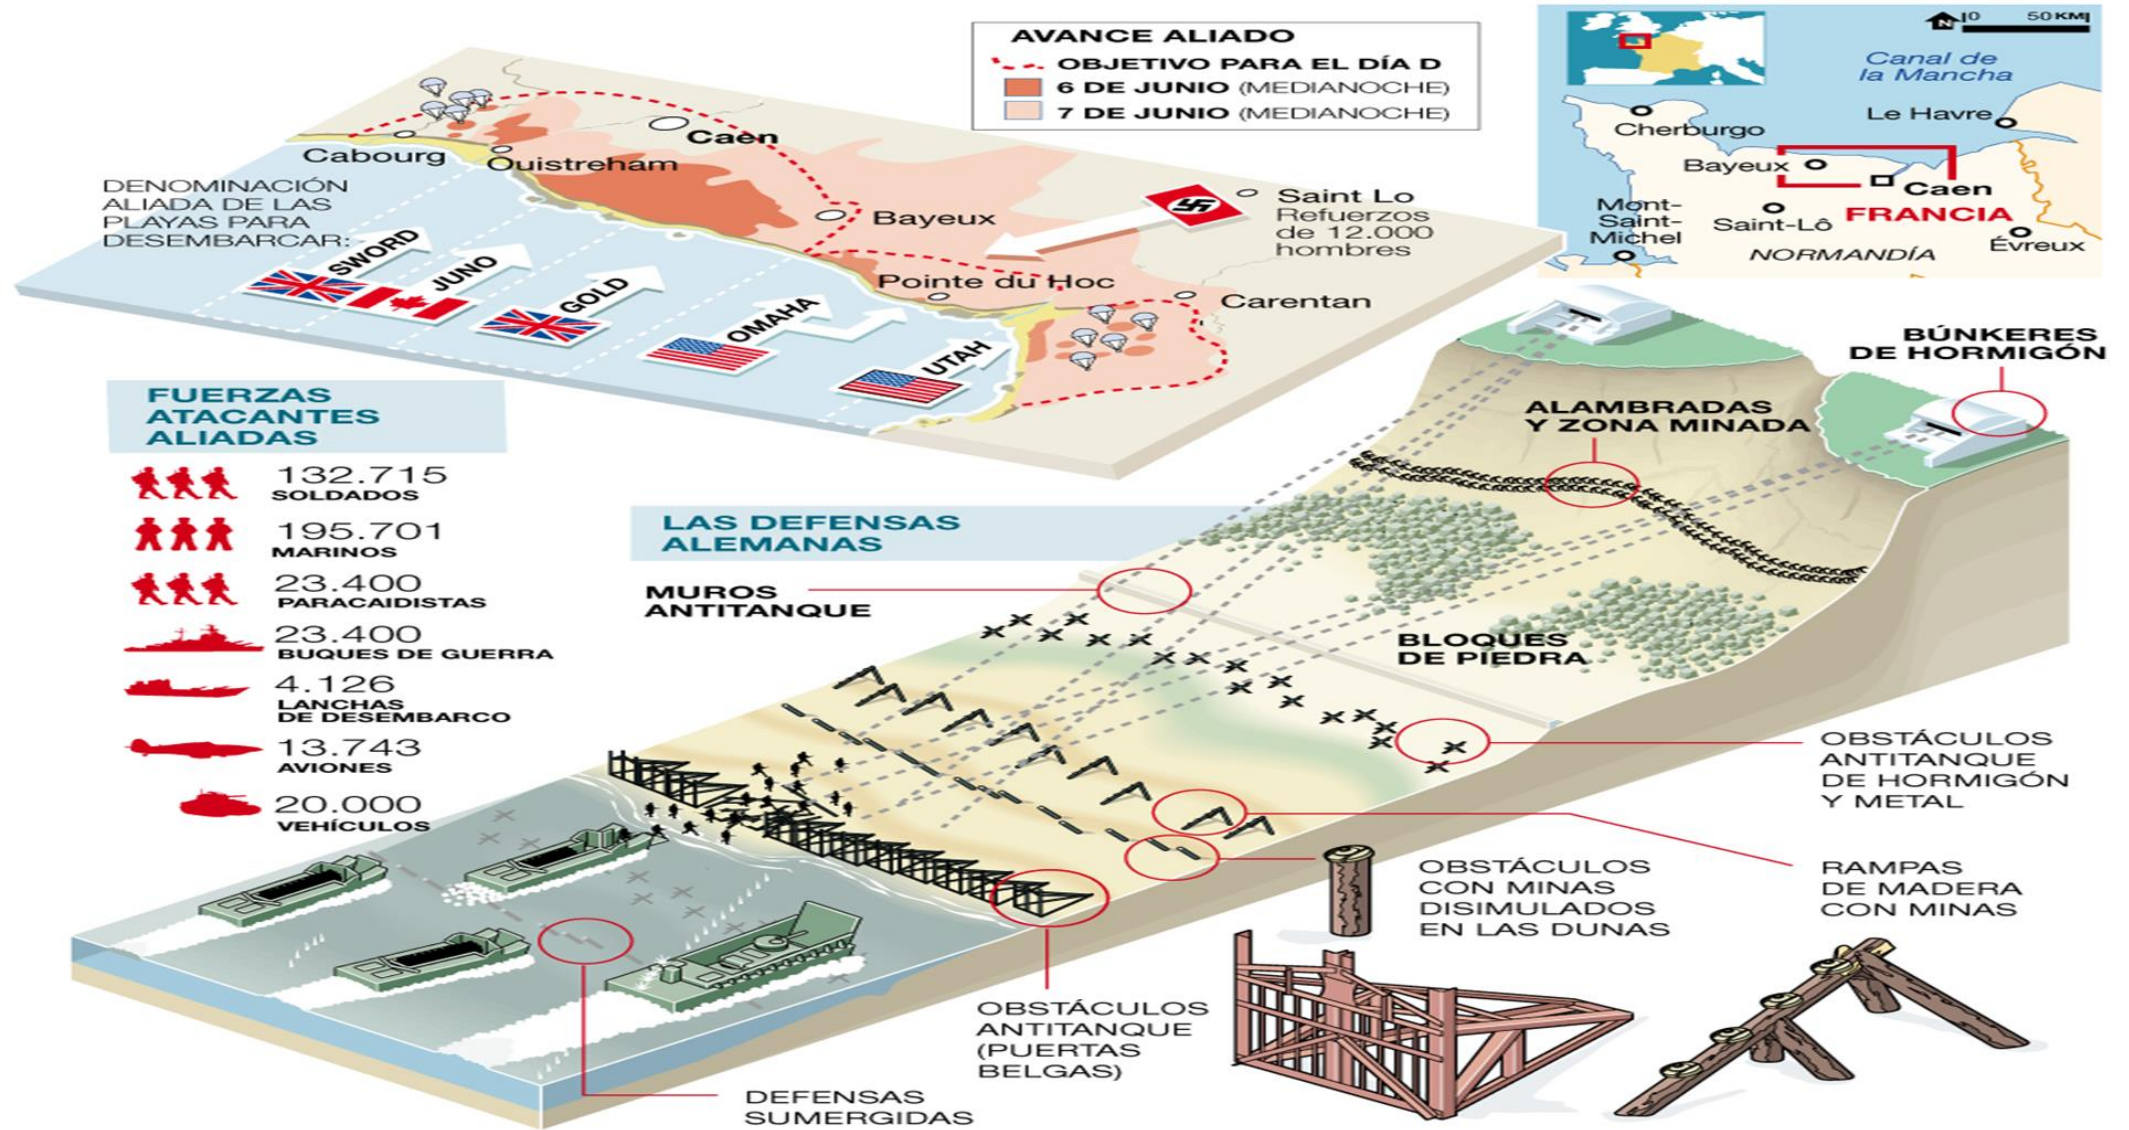 AVANCE ALIADO
OBJETIVO PARA EL DÍA D
6 DE JUNIO (MEDIANOCHE)
7 DE JUNIO (MEDIANOCHE)
N
0 50 KM
Canal de
la Mancha
Cherburgo
Le Havre
Bayeux
Caen
Mont-
Saint-
Michel
Saint-Lô
FRANCIA
Évreux
NORMANDÍA
Caen
Cabourg
Ouistreham
DENOMINACIÓN
ALIADA DE LAS
PLAYAS PARA
DESEMBARCAR:
Bayeux
Saint Lo
Refuerzos
de 12.000
hombres
Pointe du Hoc
Carentan
SWORD
JUNO
GOLD
OMAHA
UTAH
FUERZAS
ATACANTES
ALIADAS
132.715
SOLDADOS
195.701
MARINOS
23.400
PARACAIDISTAS
23.400
BUQUES DE GUERRA
4.126
LANCHAS
DE DESEMBARCO
13.743
AVIONES
20.000
VEHÍCULOS
LAS DEFENSAS
ALEMANAS
BÚNKERES
DE HORMIGÓN
ALAMBRADAS
Y ZONA MINADA
MUROS
ANTITANQUE
BLOQUES
DE PIEDRA
OBSTÁCULOS
ANTITANQUE
DE HORMIGÓN
Y METAL
RAMPAS
DE MADERA
CON MINAS
OBSTÁCULOS
CON MINAS
DISIMULADOS
EN LAS DUNAS
OBSTÁCULOS
ANTITANQUE
(PUERTAS
BELGAS)
DEFENSAS
SUMERGIDAS